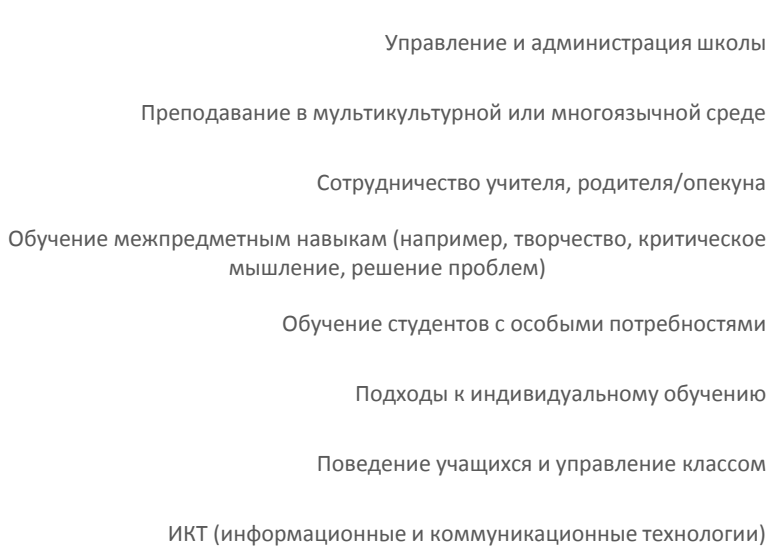 Управление и администрация школы
Преподавание в мультикультурной или многоязычной среде
Сотрудничество учителя, родителя/опекуна
Обучение межпредметным навыкам (например, творчество, критическое
мышление, решение проблем)
Обучение студентов с особыми потребностями
Подходы к индивидуальному обучению
Поведение учащихся и управление классом
ИКТ (информационные и коммуникационные технологии)